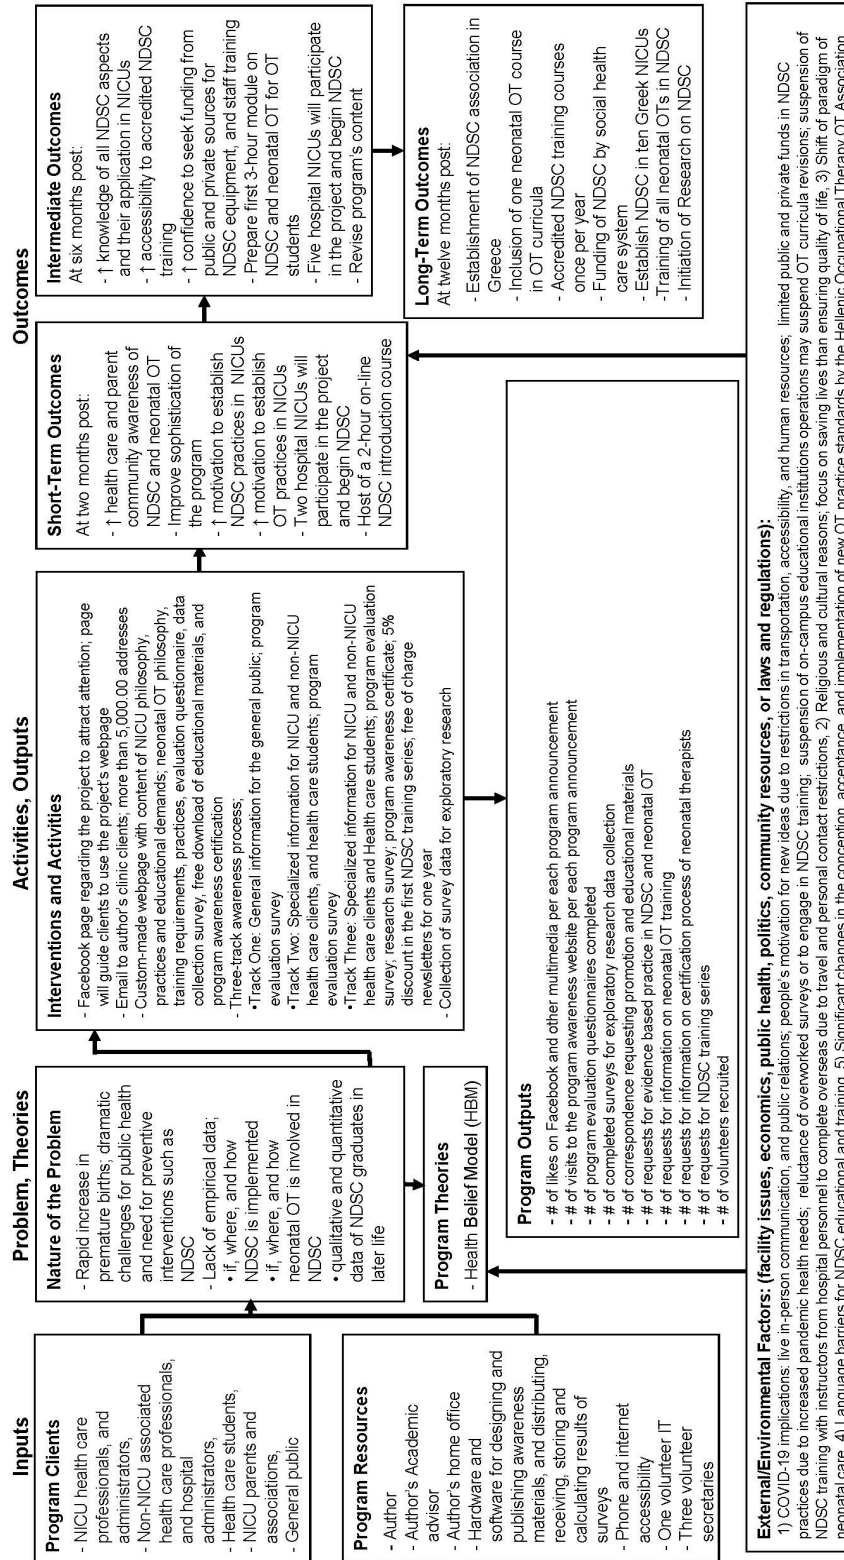 Inputs
Program Clients
- NICU health care
professionals, and
administrators,
- Non-NICU associated
health care professionals,
and hospital
administrators,
- Health care students,
- NICU parents and
associations,
- General public
Program Resources
- Author
- Author's Academic
advisor
- Author's home office
- Hardware and
software for designing and
publishing awareness
materials, and distributing,
receiving, storing and
calculating results of
surveys
- Phone and Internet
accessibility
- One volunteer IT
- Three volunteer
secretaries
Problem, Theories
Nature of the Problem
- Rapid increase in
premature births; dramatic
challenges for public health
and need for preventive
interventions such as
NDSC
- Lack of empirical data;
• if, where, and how
NDSC is implemented
• if, where, and how
neonatal OT is involved in
NDSC
• qualitative and quantitative
data of NDSC graduates in
later life
Program Theories
- Health Belief Model (HBM)
Activities, Outputs
Interventions and Activities
- Facebook page regarding the project to attract attention; page
will guide clients to use the project's webpage
- Email to author's clinic clients; more than 5,000.00 addresses
- Custom-made webpage with content of NICU philosophy,
practices and educational demands; neonatal OT philosophy,
training requirements, practices, evaluation questionnaire, data
collection survey, free download of educational materials, and
program awareness certification
- Three-track awareness process;
•Track One: General information for the general public; program
evaluation survey
•Track Two: Specialized information for NICU and non-NICU
health care clients, and health care students; program
evaluation survey
•Track Three: Specialized information for NICU and non-NICU
health care clients and Health care students; program evaluation
survey; research survey; program awareness certificate; 5%
discount in the first NDSC training series; free of charge
newsletters for one year
- Collection of survey data for exploratory research
Program Outputs
- # of likes on Facebook and other multimedia per each program announcement
- # of visits to the program awareness website per each program announcement
- # of program evaluation questionnaires completed
- # of completed surveys for exploratory research data collection
- # of correspondence requesting promotion and educational materials
- # of requests for evidence based practice in NDSC and neonatal OT
- # of requests for information on neonatal OT training
- # of requests for information on certification process of neonatal therapists
- # of requests for NDSC training series
- # of volunteers recruited
Outcomes
Short-Term Outcomes
At two months post:
- ↑ health care and parent
community awareness of
NDSC and neonatal OT
- Improve sophistication of
the program
- ↑ motivation to establish
NDSC practices in NICUs
- ↑ motivation to establish
OT practices in NICUs
- Two hospital NICUs will
participate in the project
and begin NDSC
- Host of a 2-hour on-line
NDSC introduction course
Intermediate Outcomes
At six months post:
- ↑ knowledge of all NDSC aspects
and their application in NICUs
- ↑ accessibility to accredited NDSC
training
- ↑ confidence to seek funding from
public and private sources for
NDSC equipment, and staff training
- Prepare first 3-hour module on
NDSC and neonatal OT for OT
students
- Five hospital NICUs will participate
in the project and begin NDSC
- Revise program's content
Long-Term Outcomes
At twelve months post:
- Establishment of NDSC association in
Greece
- Inclusion of one neonatal OT course
in OT curricula
- Accredited NDSC training courses
once per year
- Funding of NDSC by social health
care system
- Establish NDSC in ten Greek NICUs
-Training of all neonatal OTs in NDSC
- Initiation of Research on NDSC
External/Environmental Factors: (facility issues, economics, public health, politics, community resources, or laws and regulations):
1) COVID-19 implications: live in-person communication, and public relations; people's motivation for new ideas due to restrictions in transportation, accessibility, and human resources; limited public and private funds in NDSC
practices due to increased pandemic health needs; reluctance of overworked surveys or to engage in NDSC training; suspension of on-campus educational institutions operations may suspend OT curricula revisions; suspension of
NDSC training with instructors from hospital personnel to complete overseas due to travel and personal contact restrictions, 2) Religious and cultural reasons; focus on saving lives than ensuring quality of life, 3) Shift of paradigm of
neonatal care, 4) Language barriers for NDSC educational and training, 5) Significant changes in the conception, acceptance, and implementation of new OT practice standards by the Hellenic Occupational Therapy OT Association